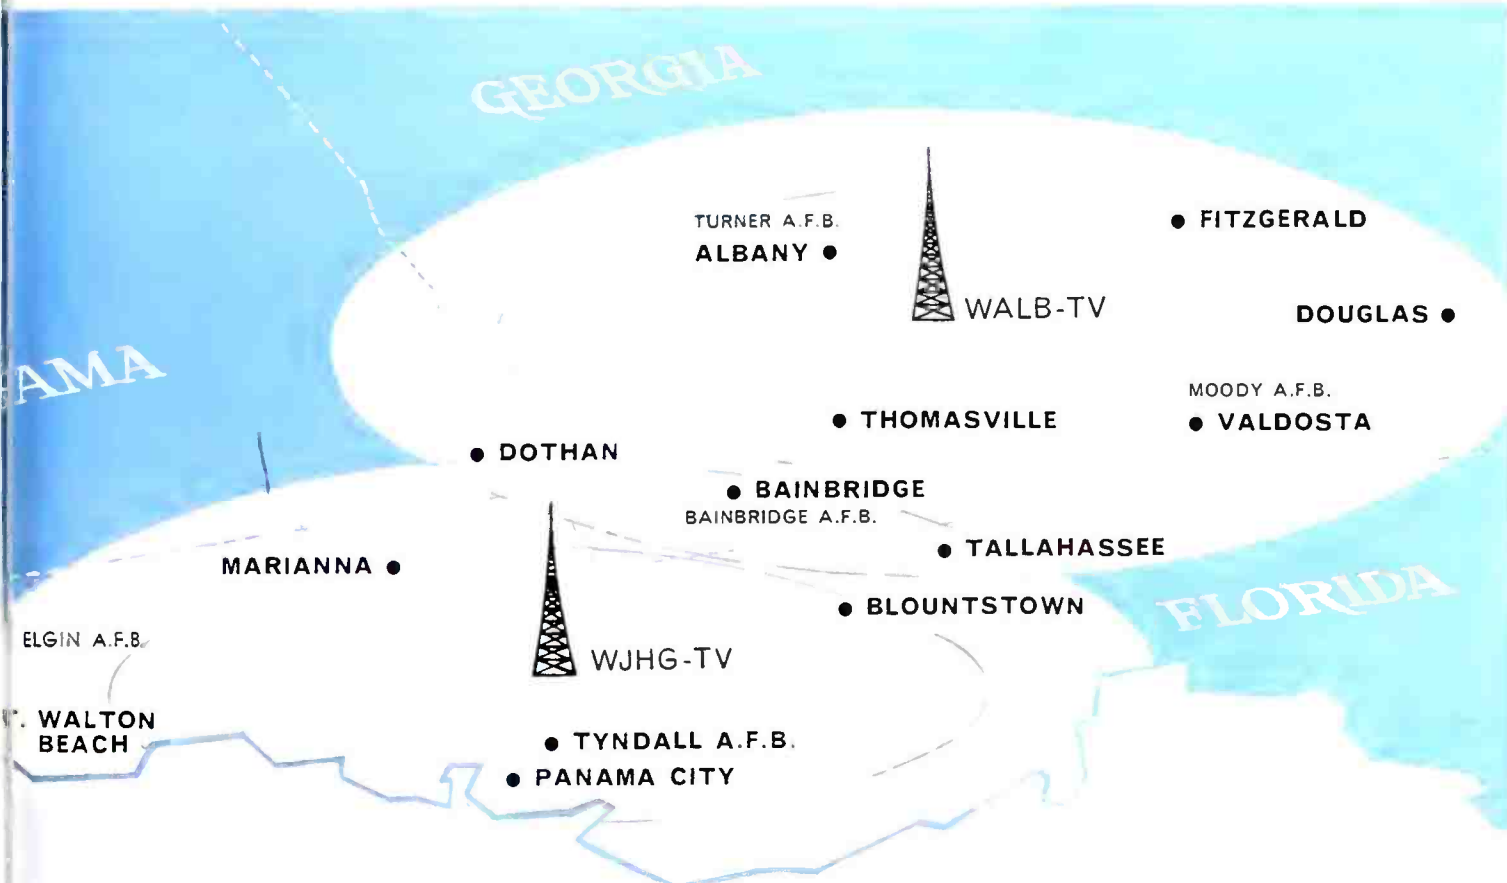 GEORGIA
TURNER A.F.B.
ALBANY
FITZGERALD
WALB-TV
DOUGLAS
AMA
MOODY A.F.B.
THOMASVILLE
VALDOSTA
DOTHAN
BAINBRIDGE
BAINBRIDGE A.F.B.
TALLAHASSEE
MARIANNA
BLOUNTSTOWN
FLORIDA
ELGIN A.F.B.
WJHG-TV
T. WALTON
BEACH
TYNDALL A.F.B.
PANAMA CITY